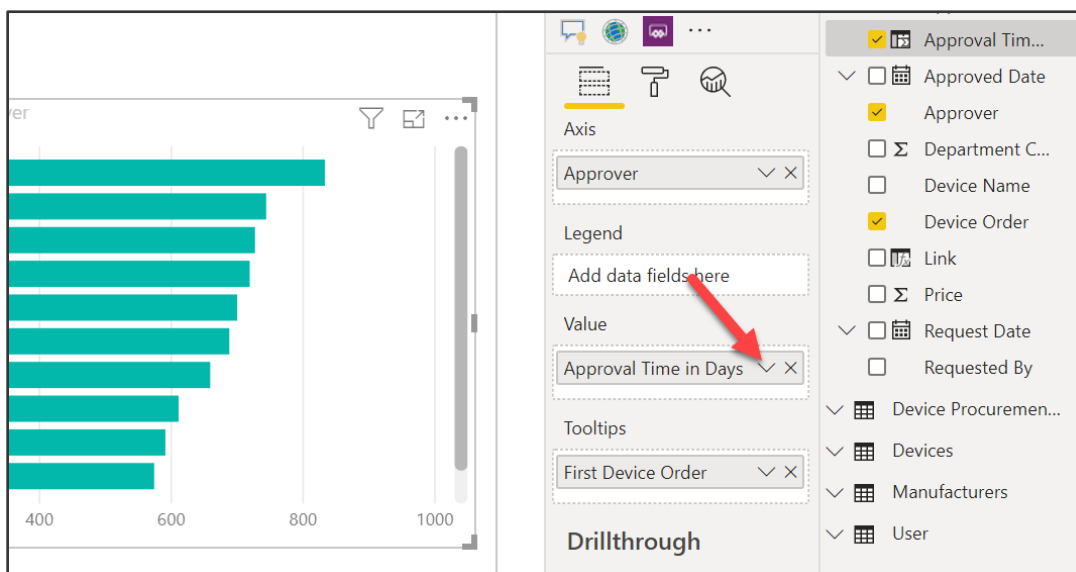 ver
400
600
800
1000
Axis
Approver
Legend
Add data fields here
Value
Approval Time in Days
Tooltips
First Device Order
Drillthrough
Approval Tim...
Approved Date
Approver
Σ Department C...
Device Name
Device Order
Link
Σ Price
Request Date
Requested By
Device Procuremen...
Devices
Manufacturers
User